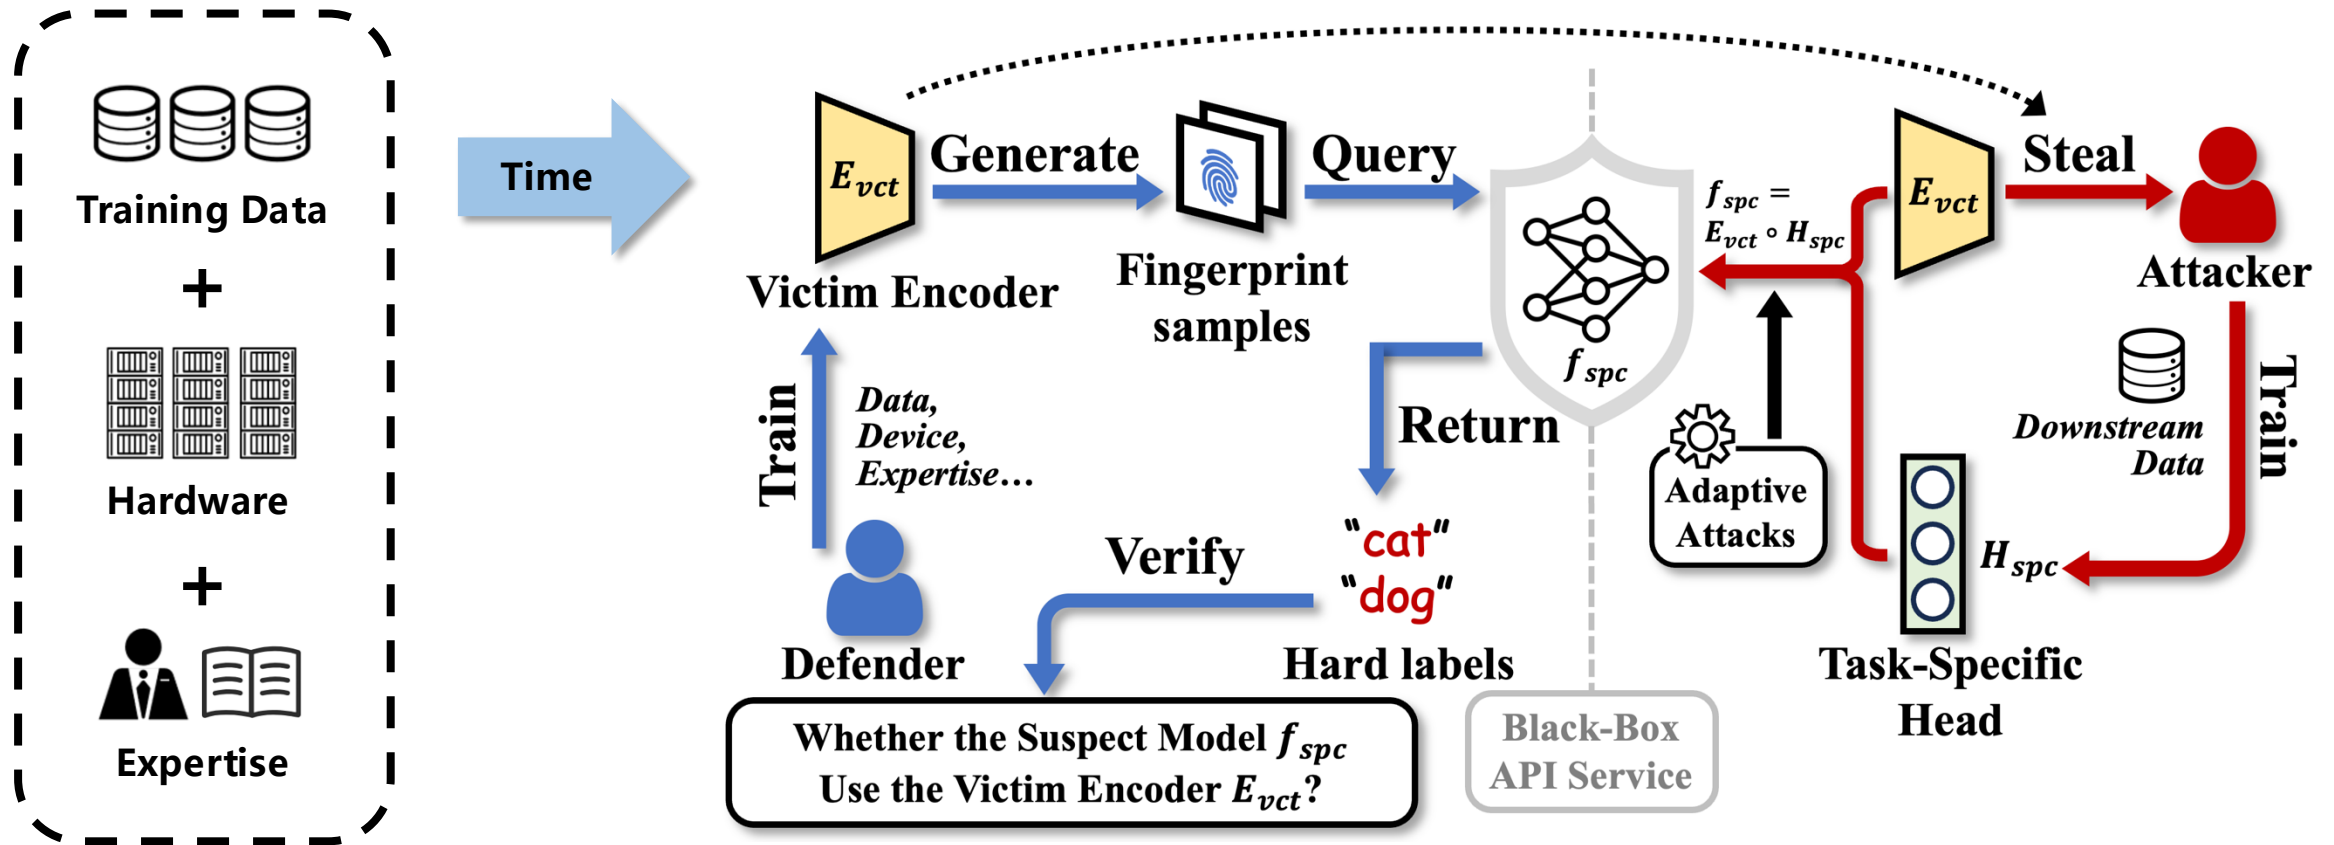 Training Data
+
Hardware
+
Expertise
Time
E_vct
Victim Encoder
Generate
Fingerprint
samples
Query
f_spc
f_spc =
E_vct ∘ H_spc
E_vct
Steal
Attacker
Train
Downstream
Data
H_spc
Task-Specific
Head
Adaptive
Attacks
Return
"cat"
"dog"
Hard labels
Verify
Train
Data,
Device,
Expertise...
Defender
Whether the Suspect Model f_spc
Use the Victim Encoder E_vct?
Black-Box
API Service